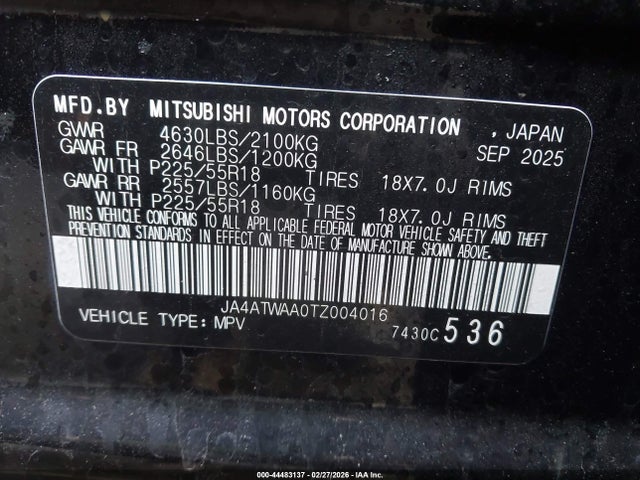 MFD.BY MITSUBISHI MOTORS CORPORATION , JAPAN
GVWR 4630LBS/2100KG SEP 2025
GAWR FR 2646LBS/1200KG
WITH P225/55R18 TIRES 18X7.0J RIMS
GAWR RR 2557LBS/1160KG
WITH P225/55R18 TIRES 18X7.0J RIMS
THIS VEHICLE CONFORMS TO ALL APPLICABLE FEDERAL MOTOR VEHICLE SAFETY AND THEFT
PREVENTION STANDARDS IN EFFECT ON THE DATE OF MANUFACTURE SHOWN ABOVE.
JA4ATWAA0TZ004016
VEHICLE TYPE: MPV 7430C 536
000-44483137 - 02/27/2026 - IAA Inc.